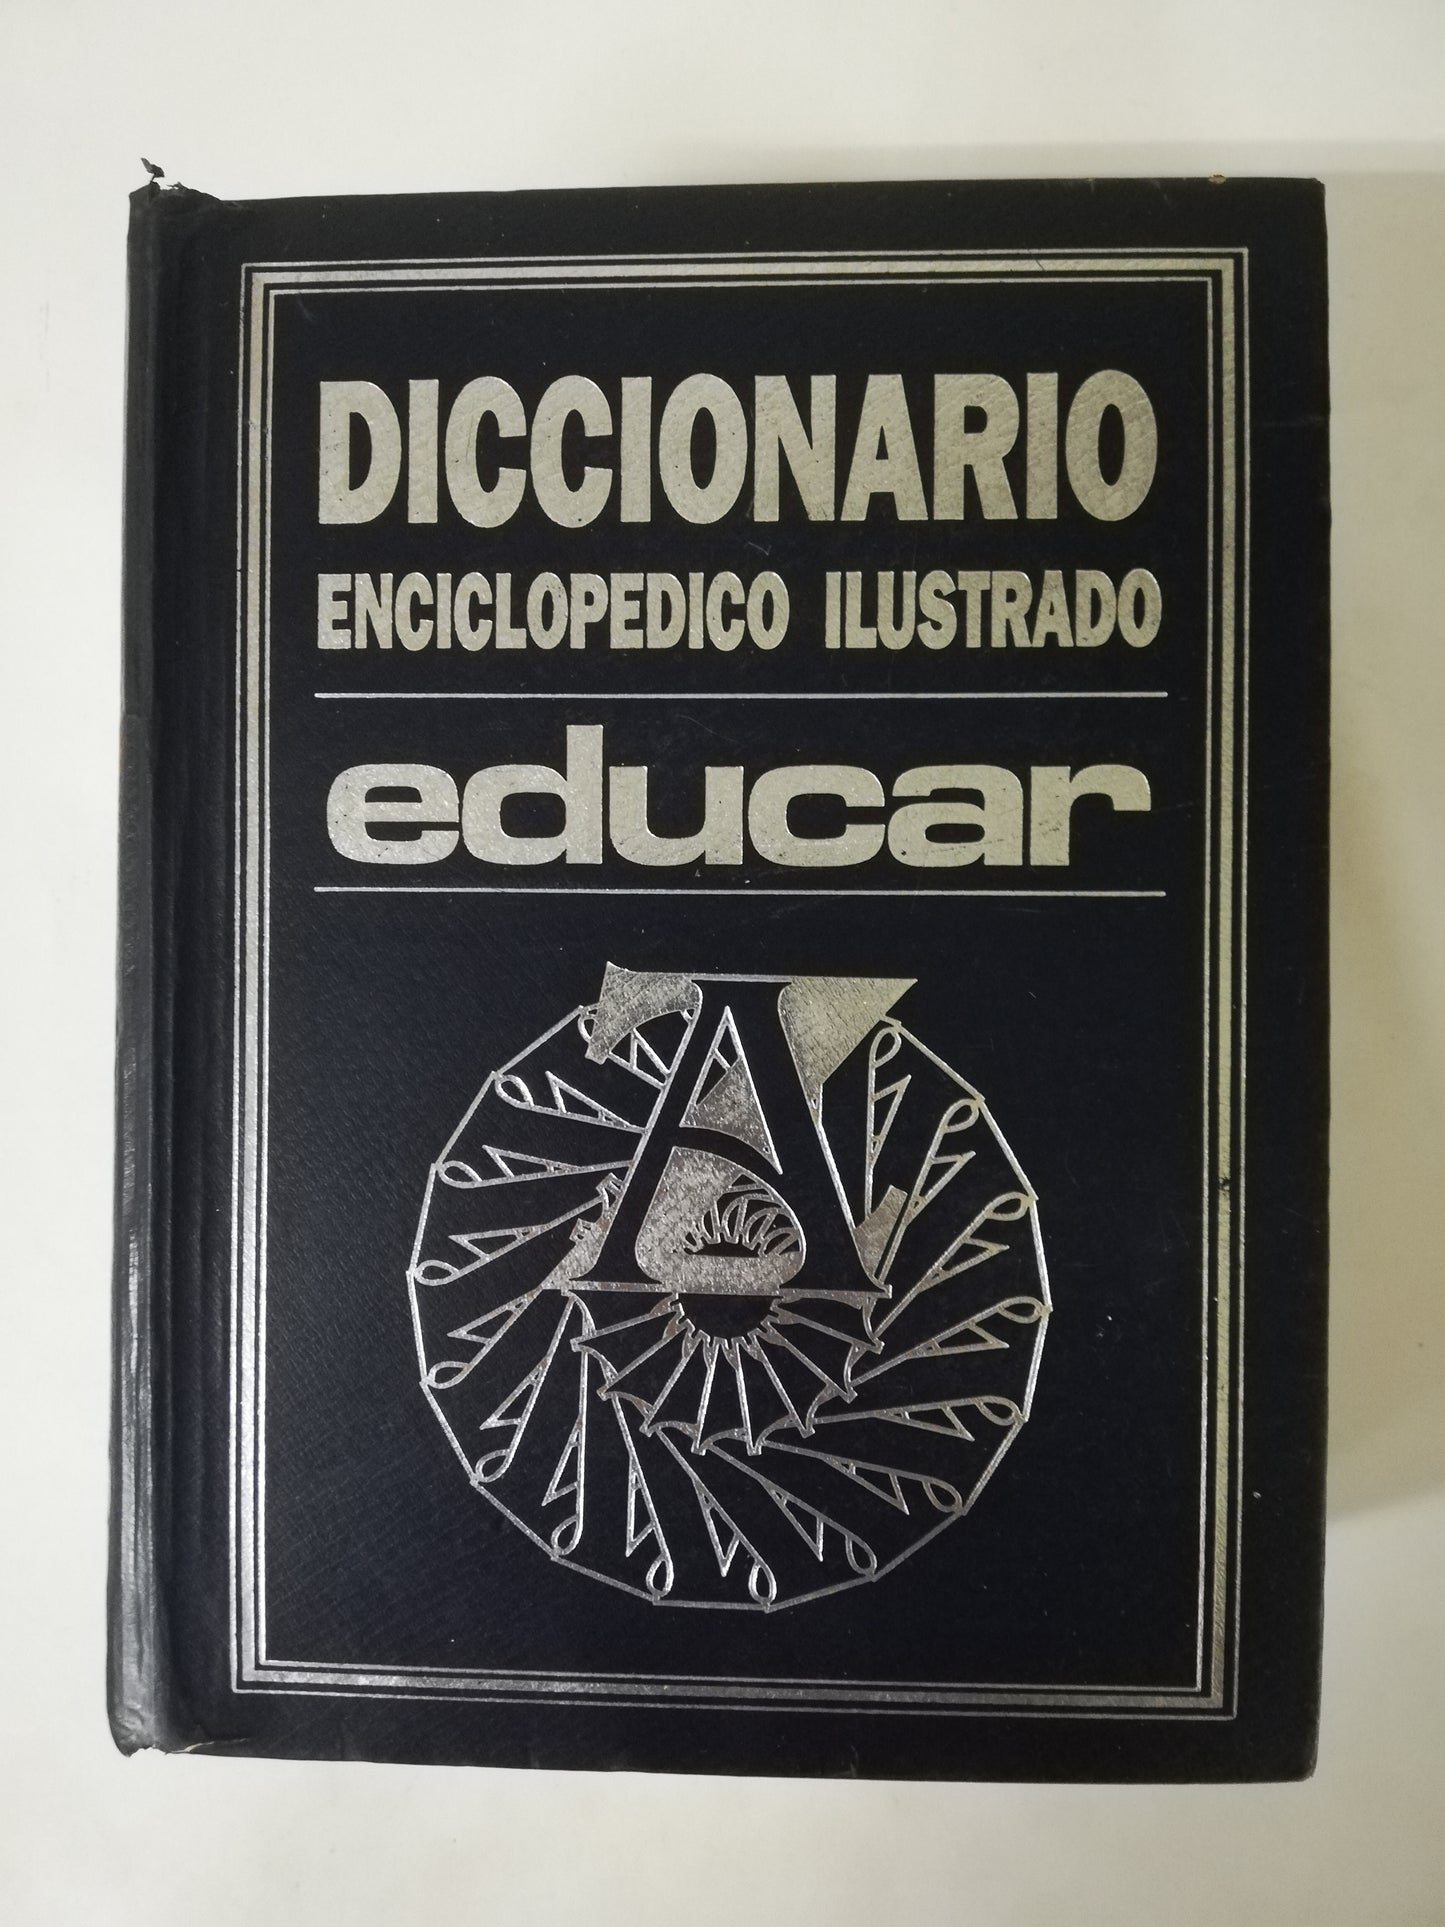 DICCIONARIO
ENCICLOPEDICO ILUSTRADO
educar
A